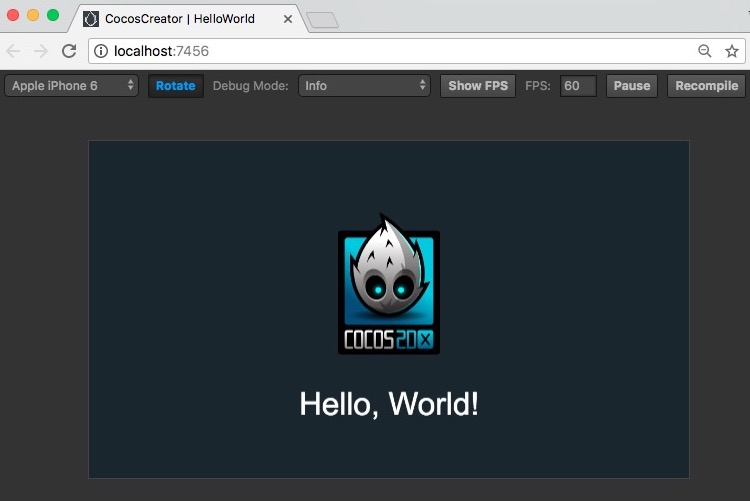 CocosCreator | HelloWorld
localhost:7456
Apple iPhone 6 Rotate Debug Mode: Info Show FPS FPS: 60 Pause Recompile
COCOS2DX
Hello, World!